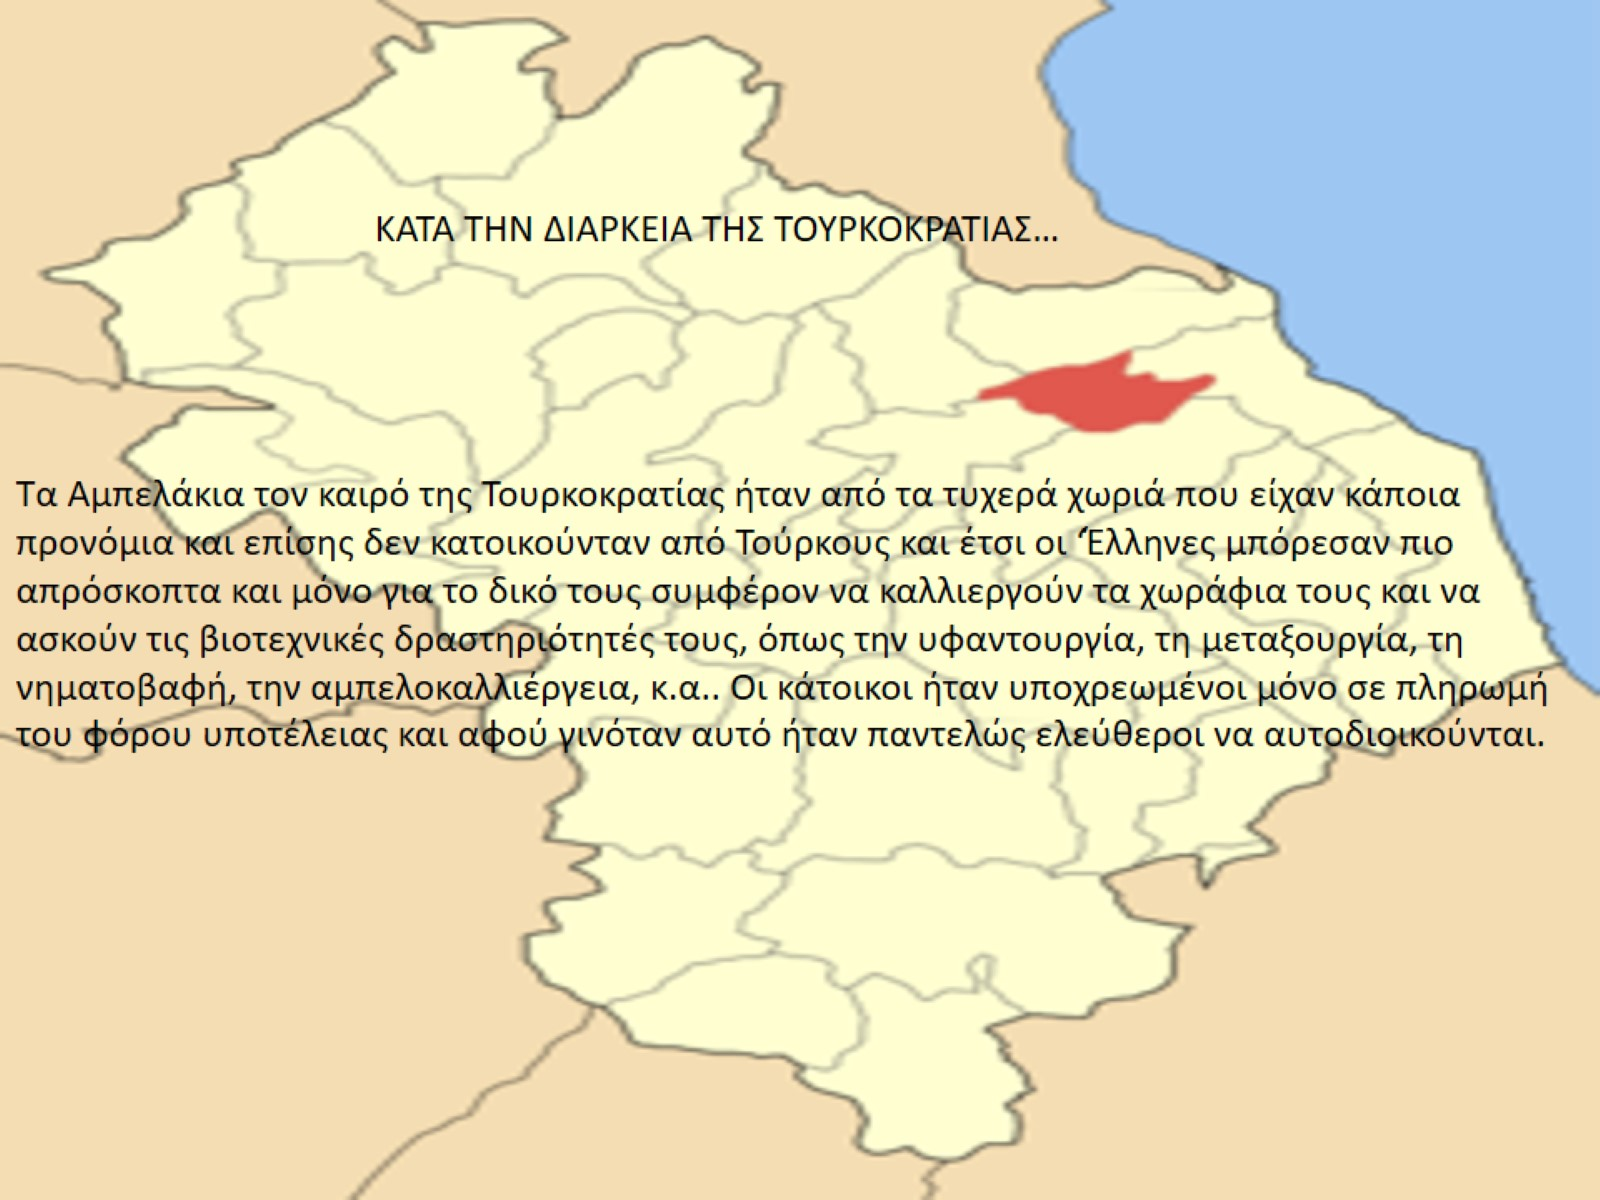 ΚΑΤΑ ΤΗΝ ΔΙΑΡΚΕΙΑ ΤΗΣ ΤΟΥΡΚΟΚΡΑΤΙΑΣ...
Τα Αμπελάκια τον καιρό της Τουρκοκρατίας ήταν από τα τυχερά χωριά που είχαν κάποια
προνόμια και επίσης δεν κατοικούνταν από Τούρκους και έτσι οι Έλληνες μπόρεσαν πιο
απρόσκοπτα και μόνο για το δικό τους συμφέρον να καλλιεργούν τα χωράφια τους και να
ασκούν τις βιοτεχνικές δραστηριότητές τους, όπως την υφαντουργία, τη μεταξουργία, τη
νηματοβαφή, την αμπελοκαλλιέργεια, κ.α.. Οι κάτοικοι ήταν υποχρεωμένοι μόνο σε πληρωμή
του φόρου υποτέλειας και αφού γινόταν αυτό ήταν παντελώς ελεύθεροι να αυτοδιοικούνται.